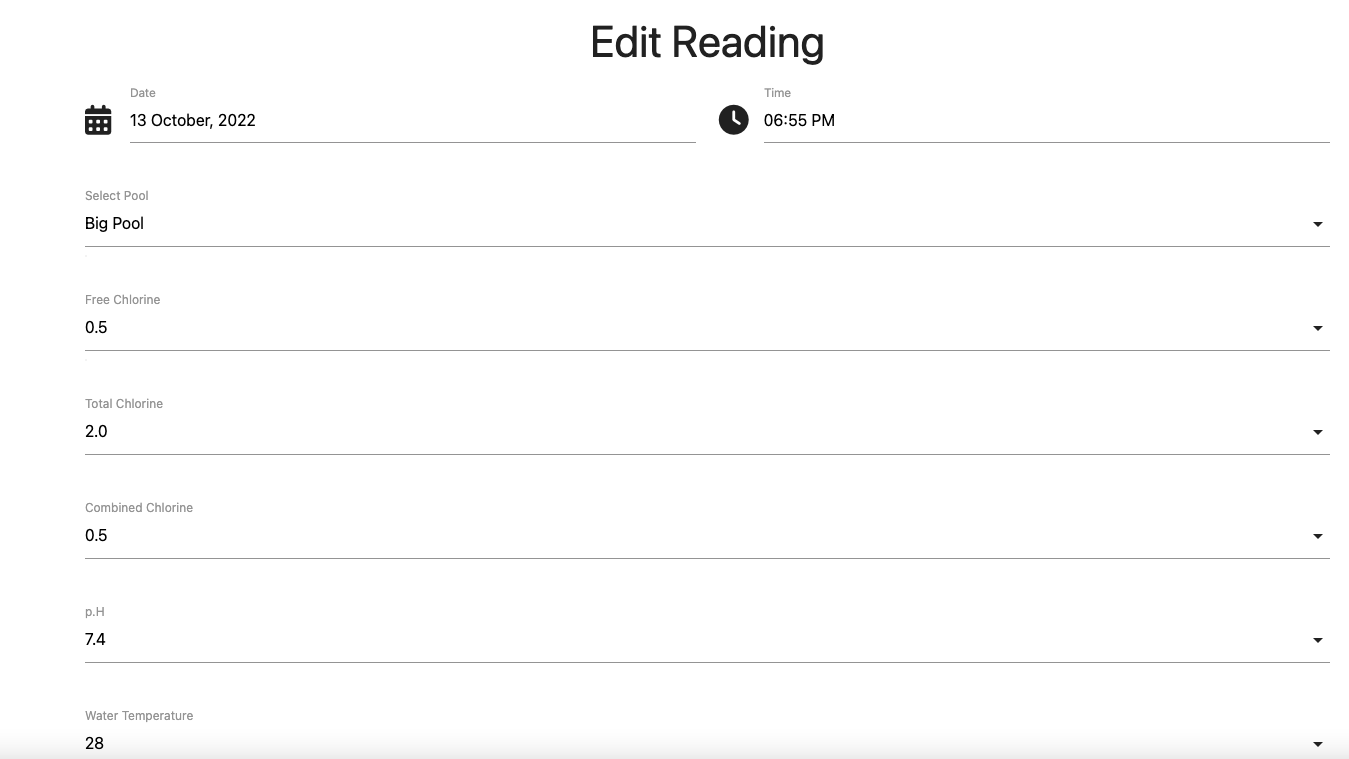 Edit Reading
Date
13 October, 2022
Time
06:55 PM
Select Pool
Big Pool
Free Chlorine
0.5
Total Chlorine
2.0
Combined Chlorine
0.5
p.H
7.4
Water Temperature
28